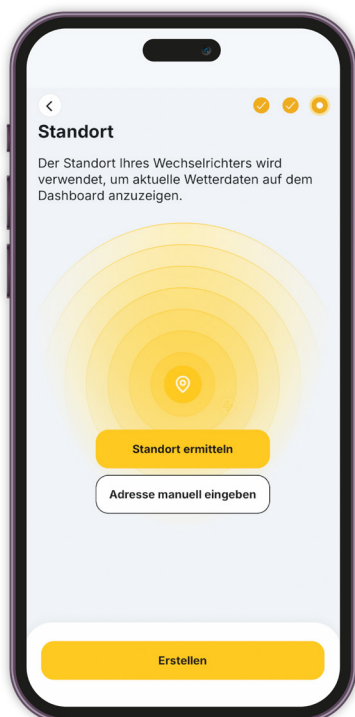 Standort
Der Standort Ihres Wechselrichters wird
verwendet, um aktuelle Wetterdaten auf dem
Dashboard anzuzeigen.
Standort ermitteln
Adresse manuell eingeben
Erstellen